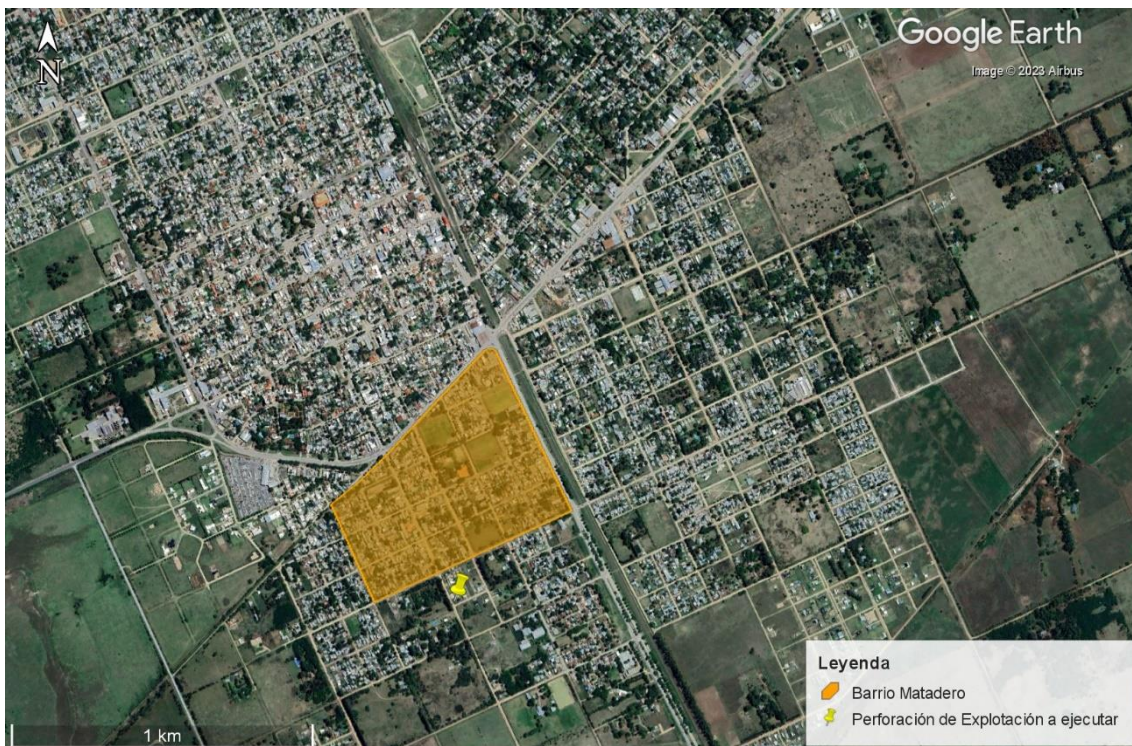 N
Google Earth
Image © 2023 Airbus
Leyenda
Barrio Matadero
Perforación de Explotación a ejecutar
1 km